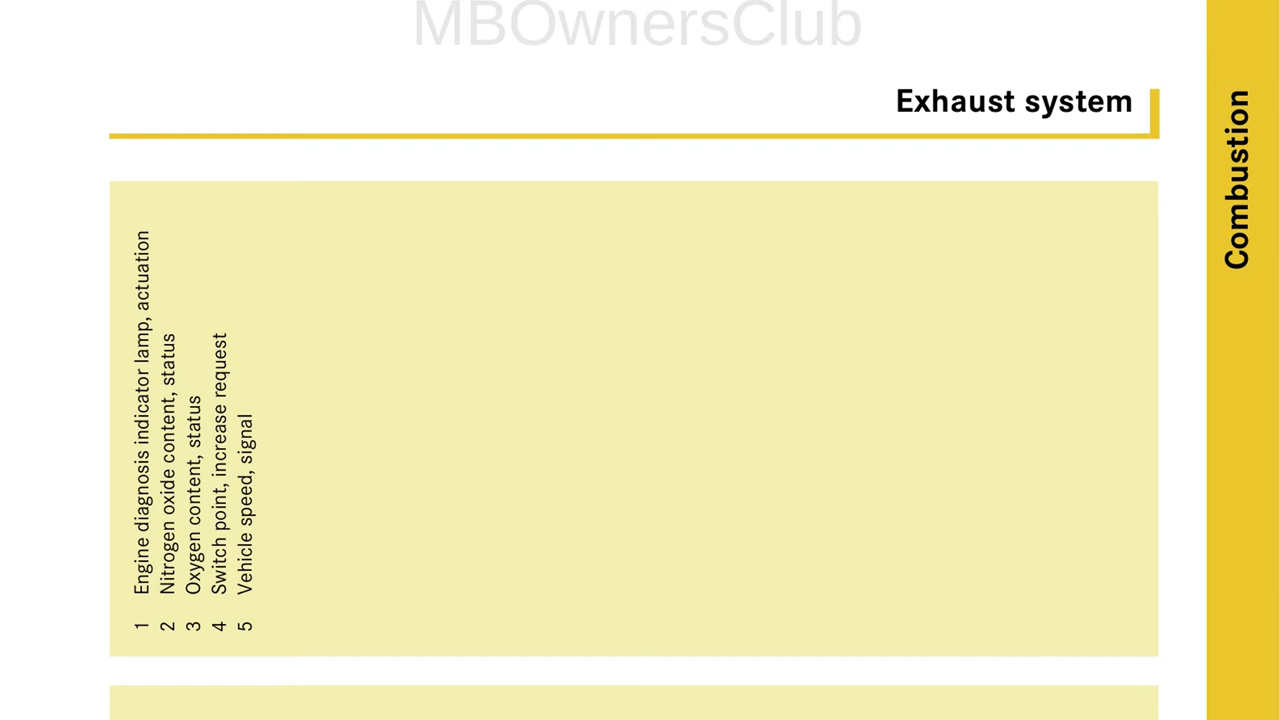 MBOwnersClub
Exhaust system
Combustion
1 Engine diagnosis indicator lamp, actuation
2 Nitrogen oxide content, status
3 Oxygen content, status
4 Switch point, increase request
5 Vehicle speed, signal